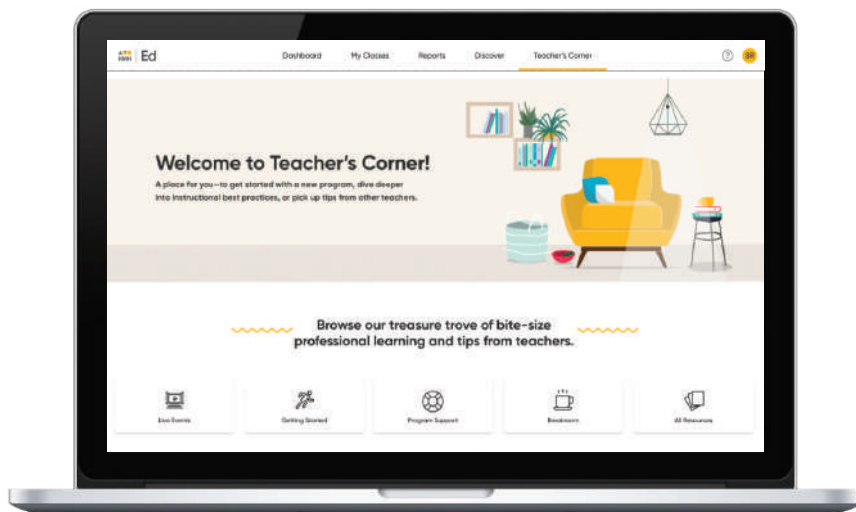 Ed
Dashboard My Classes Reports Discover Teacher's Corner
? SR
Welcome to Teacher's Corner!
A place for you—to get started with a new program, dive deeper
into instructional best practices, or pick up tips from other teachers.
Browse our treasure trove of bite-size
professional learning and tips from teachers.
Live Events Getting Started Program Support Breakroom All Resources